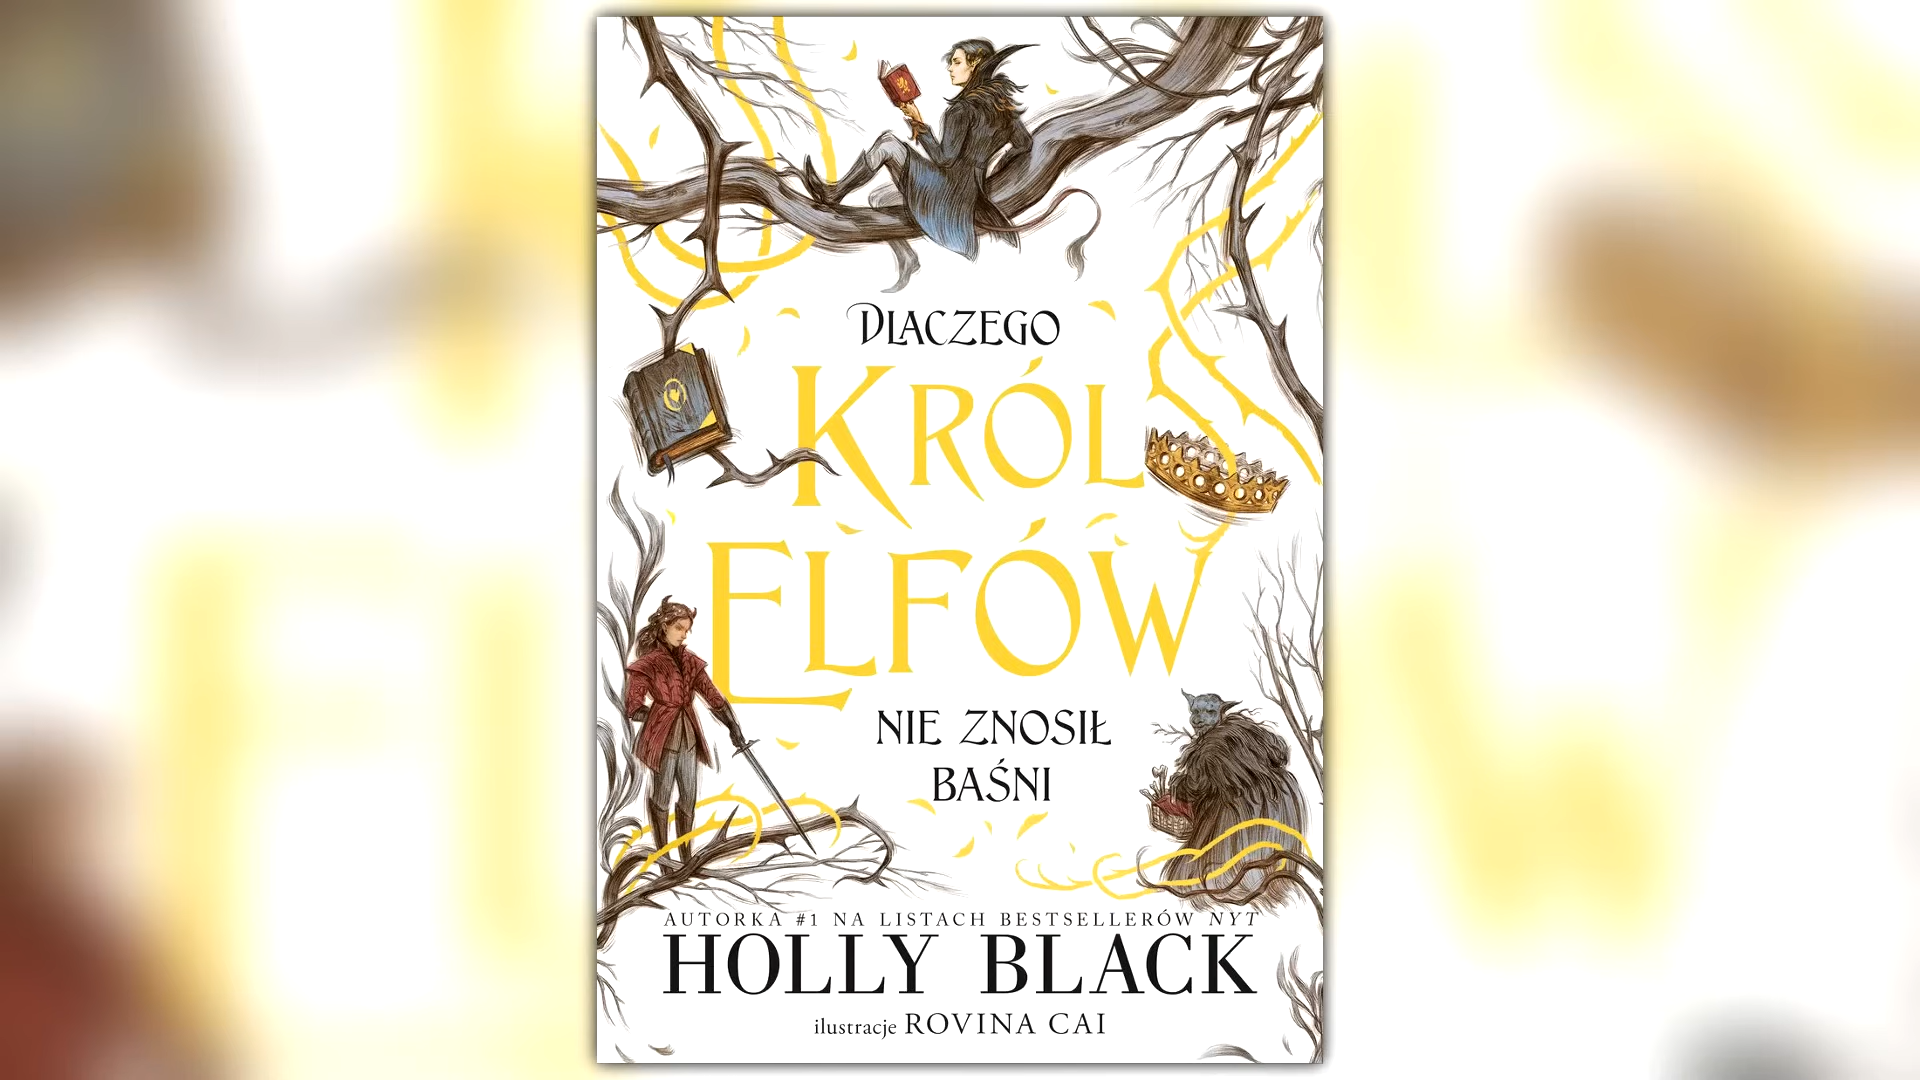 DLACZEGO
KRÓL
ELFÓW
NIE ZNOSIŁ
BAŚNI
AUTORKA #1 NA LISTACH BESTSELLERÓW NYT
HOLLY BLACK
ilustracje ROVINA CAI